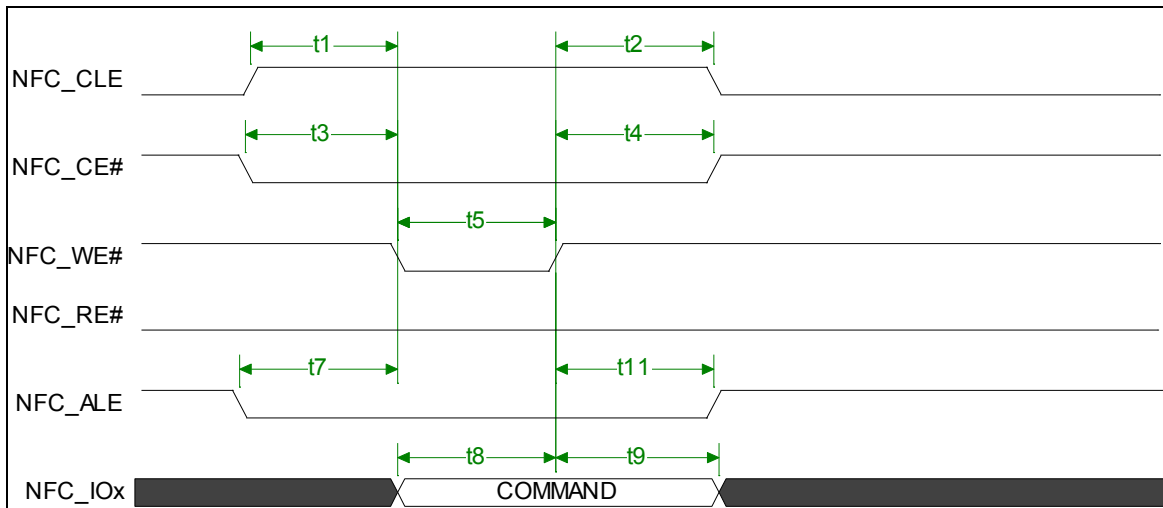 t1 t2
NFC_CLE
t3 t4
NFC_CE#
t5
NFC_WE#
NFC_RE#
t7 t11
NFC_ALE
t8 t9
NFC_IOx COMMAND